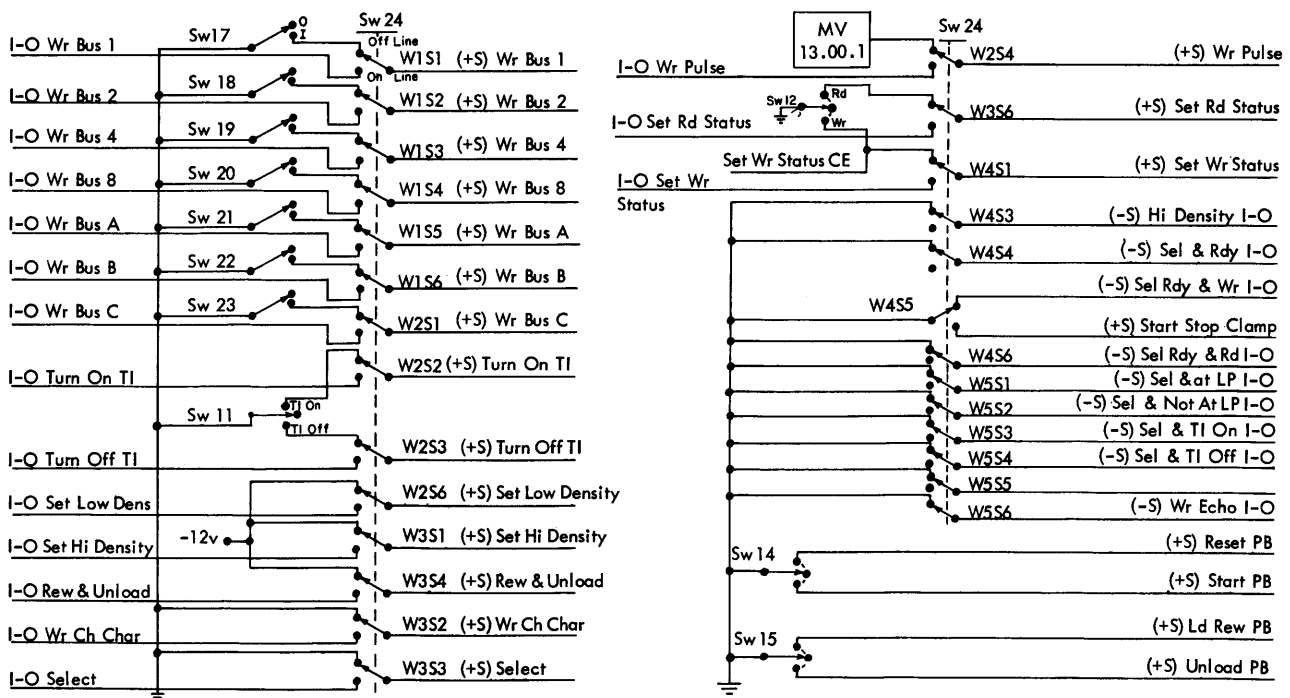 Sw17
O
I
Sw 24
Off Line
I-O Wr Bus 1
W1S1 (+S) Wr Bus 1
On Line
Sw 18
I-O Wr Bus 2
W1S2 (+S) Wr Bus 2
Sw 19
I-O Wr Bus 4
W1S3 (+S) Wr Bus 4
Sw 20
I-O Wr Bus 8
W1S4 (+S) Wr Bus 8
Sw 21
I-O Wr Bus A
W1S5 (+S) Wr Bus A
Sw 22
I-O Wr Bus B
W1S6 (+S) Wr Bus B
Sw 23
I-O Wr Bus C
W2S1 (+S) Wr Bus C
I-O Turn On TI
W2S2 (+S) Turn On TI
Sw 11
TI On
TI Off
I-O Turn Off TI
W2S3 (+S) Turn Off TI
I-O Set Low Dens
W2S6 (+S) Set Low Density
-12v
I-O Set Hi Density
W3S1 (+S) Set Hi Density
I-O Rew & Unload
W3S4 (+S) Rew & Unload
I-O Wr Ch Char
W3S2 (+S) Wr Ch Char
I-O Select
W3S3 (+S) Select
MV
13.00.1
Sw 24
I-O Wr Pulse
W2S4 (+S) Wr Pulse
Sw12
Rd
Wr
I-O Set Rd Status
W3S6 (+S) Set Rd Status
Set Wr Status CE
W4S1 (+S) Set Wr Status
I-O Set Wr
Status
W4S3 (-S) Hi Density I-O
W4S4 (-S) Sel & Rdy I-O
W4S5
(-S) Sel Rdy & Wr I-O
(+S) Start Stop Clamp
W4S6 (-S) Sel Rdy & Rd I-O
W5S1 (-S) Sel & at LP I-O
W5S2 (-S) Sel & Not At LP I-O
W5S3 (-S) Sel & TI On I-O
W5S4 (-S) Sel & TI Off I-O
W5S5
W5S6 (-S) Wr Echo I-O
Sw 14
(+S) Reset PB
(+S) Start PB
Sw 15
(+S) Ld Rew PB
(+S) Unload PB